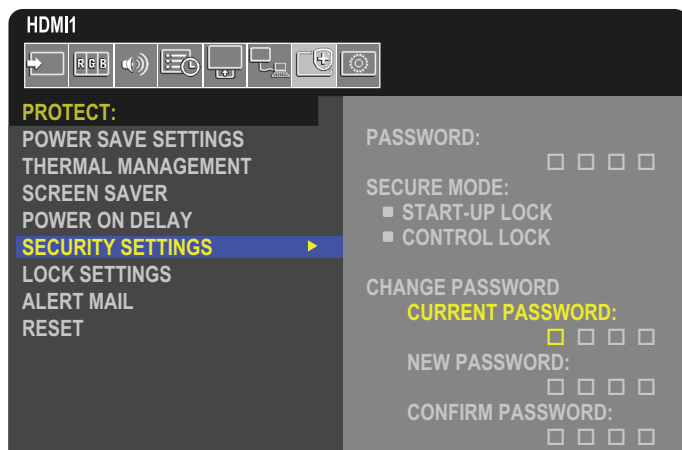 HDMI1
R G B
PROTECT:
POWER SAVE SETTINGS
THERMAL MANAGEMENT
SCREEN SAVER
POWER ON DELAY
SECURITY SETTINGS
LOCK SETTINGS
ALERT MAIL
RESET
PASSWORD:
SECURE MODE:
START-UP LOCK
CONTROL LOCK
CHANGE PASSWORD
CURRENT PASSWORD:
NEW PASSWORD:
CONFIRM PASSWORD: